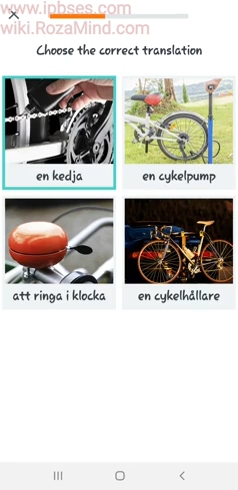 www.ipbses.com
wiki.RozaMind.com
Choose the correct translation
en kedja
en cykelpump
att ringa i klocka
en cykelhållare